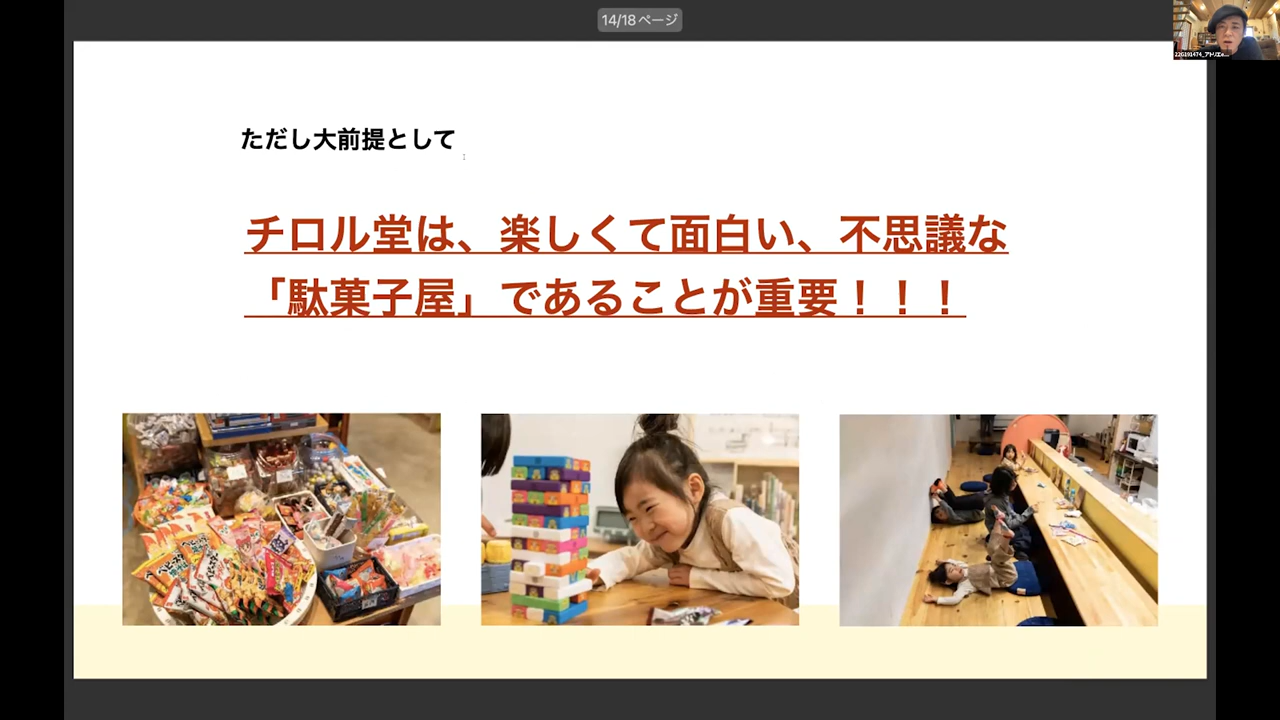 14/18ページ
ただし大前提として
チロル堂は、楽しくて面白い、不思議な
「駄菓子屋」であることが重要！！！